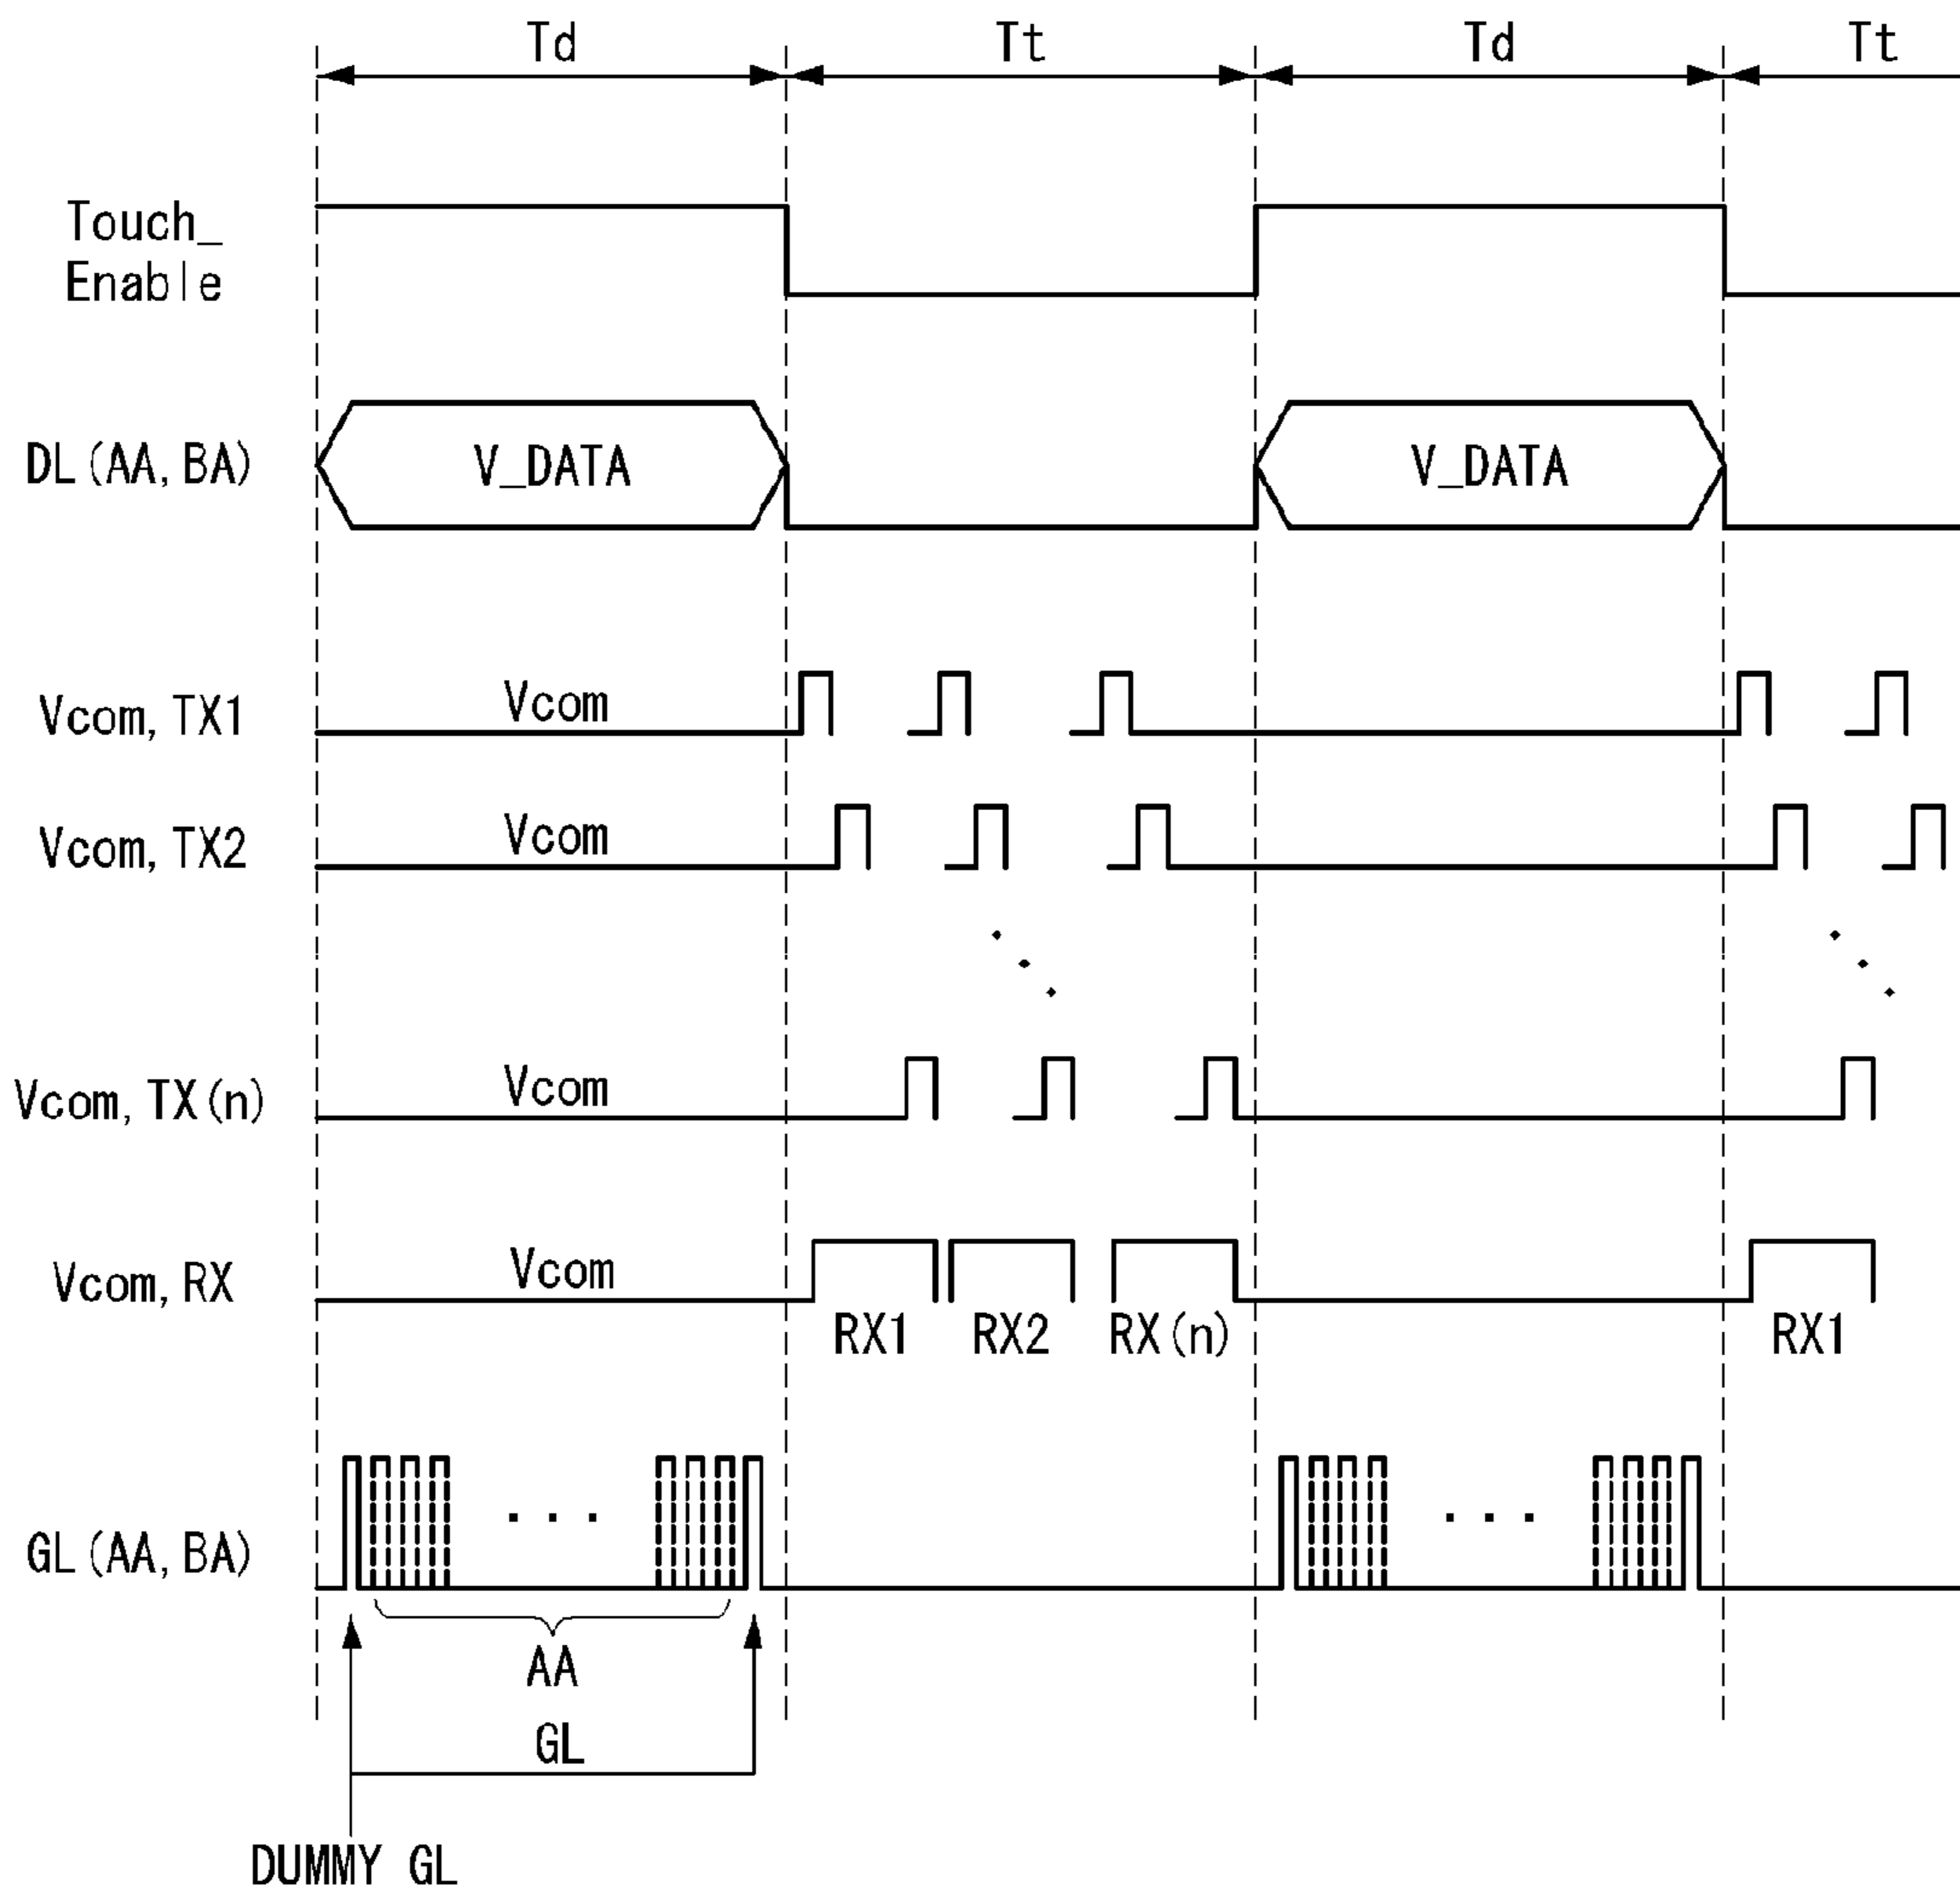 Td Tt Td Tt
Touch_
Enable
DL(AA,BA) V_DATA V_DATA
Vcom,TX1 Vcom
Vcom,TX2 Vcom
Vcom,TX(n) Vcom
Vcom,RX Vcom
RX1 RX2 RX(n) RX1
GL(AA,BA) ... ...
AA
GL
DUMMY GL